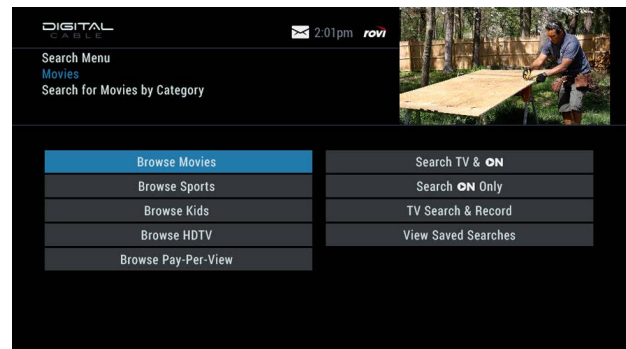 DIGITAL
CABLE
2:01pm rovi
Search Menu
Movies
Search for Movies by Category
Browse Movies
Browse Sports
Browse Kids
Browse HDTV
Browse Pay-Per-View
Search TV & ON
Search ON Only
TV Search & Record
View Saved Searches